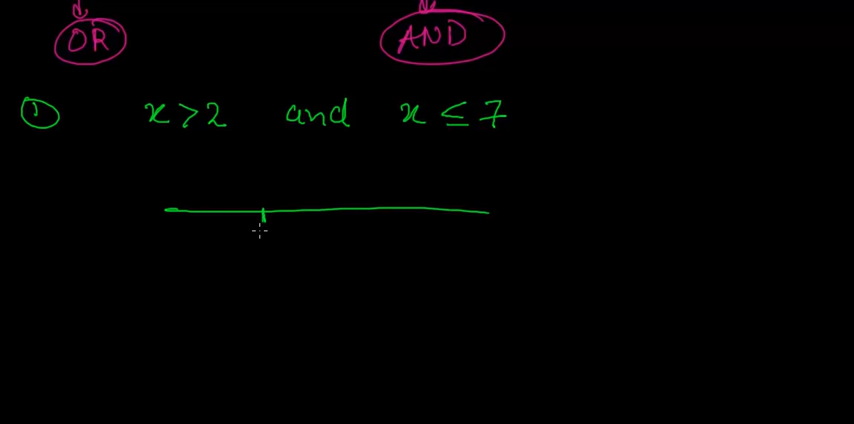 OR AND
① x > 2 and x ≤ 7